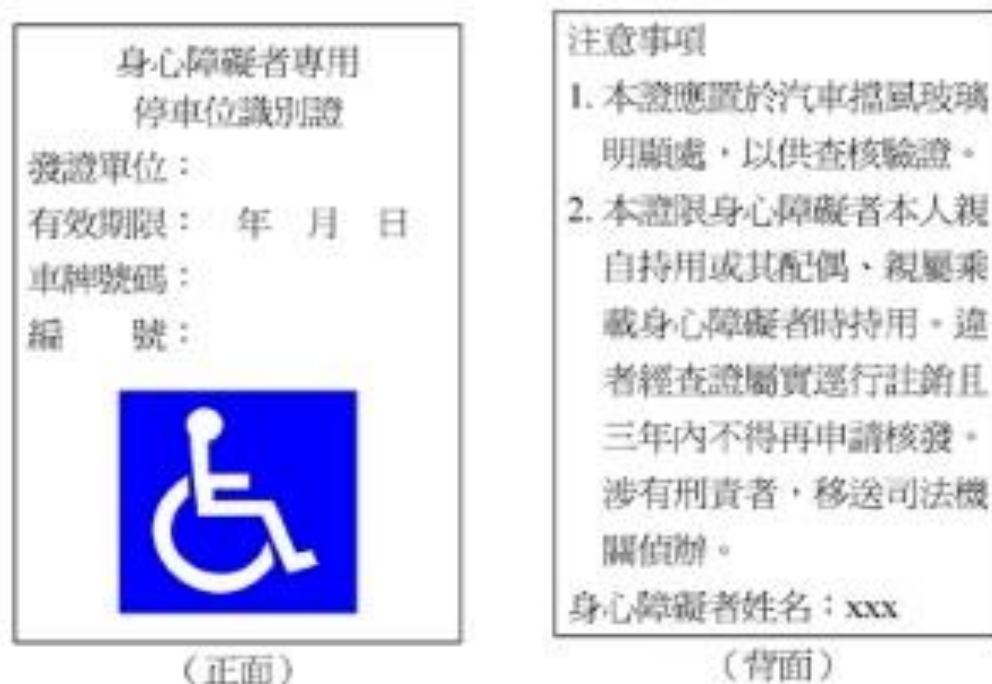 身心障礙者專用
停車位識別證
發證單位：
有效期限：　年　月　日
車牌號碼：
編　　號：
（正面）
注意事項
1. 本證應置於汽車擋風玻璃
明顯處，以供查核驗證。
2. 本證限身心障礙者本人親
自持用或其配偶、親屬乘
載身心障礙者時持用。違
者經查證屬實逕行註銷且
三年內不得再申請核發。
涉有刑責者，移送司法機
關偵辦。
身心障礙者姓名：xxx
（背面）